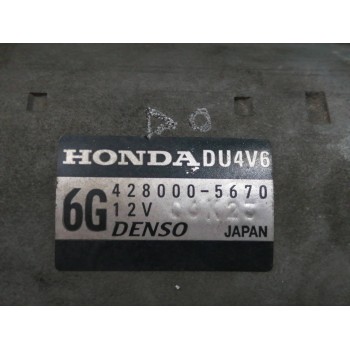 HONDA DU4V6
6G 428000-5670
12V
DENSO JAPAN